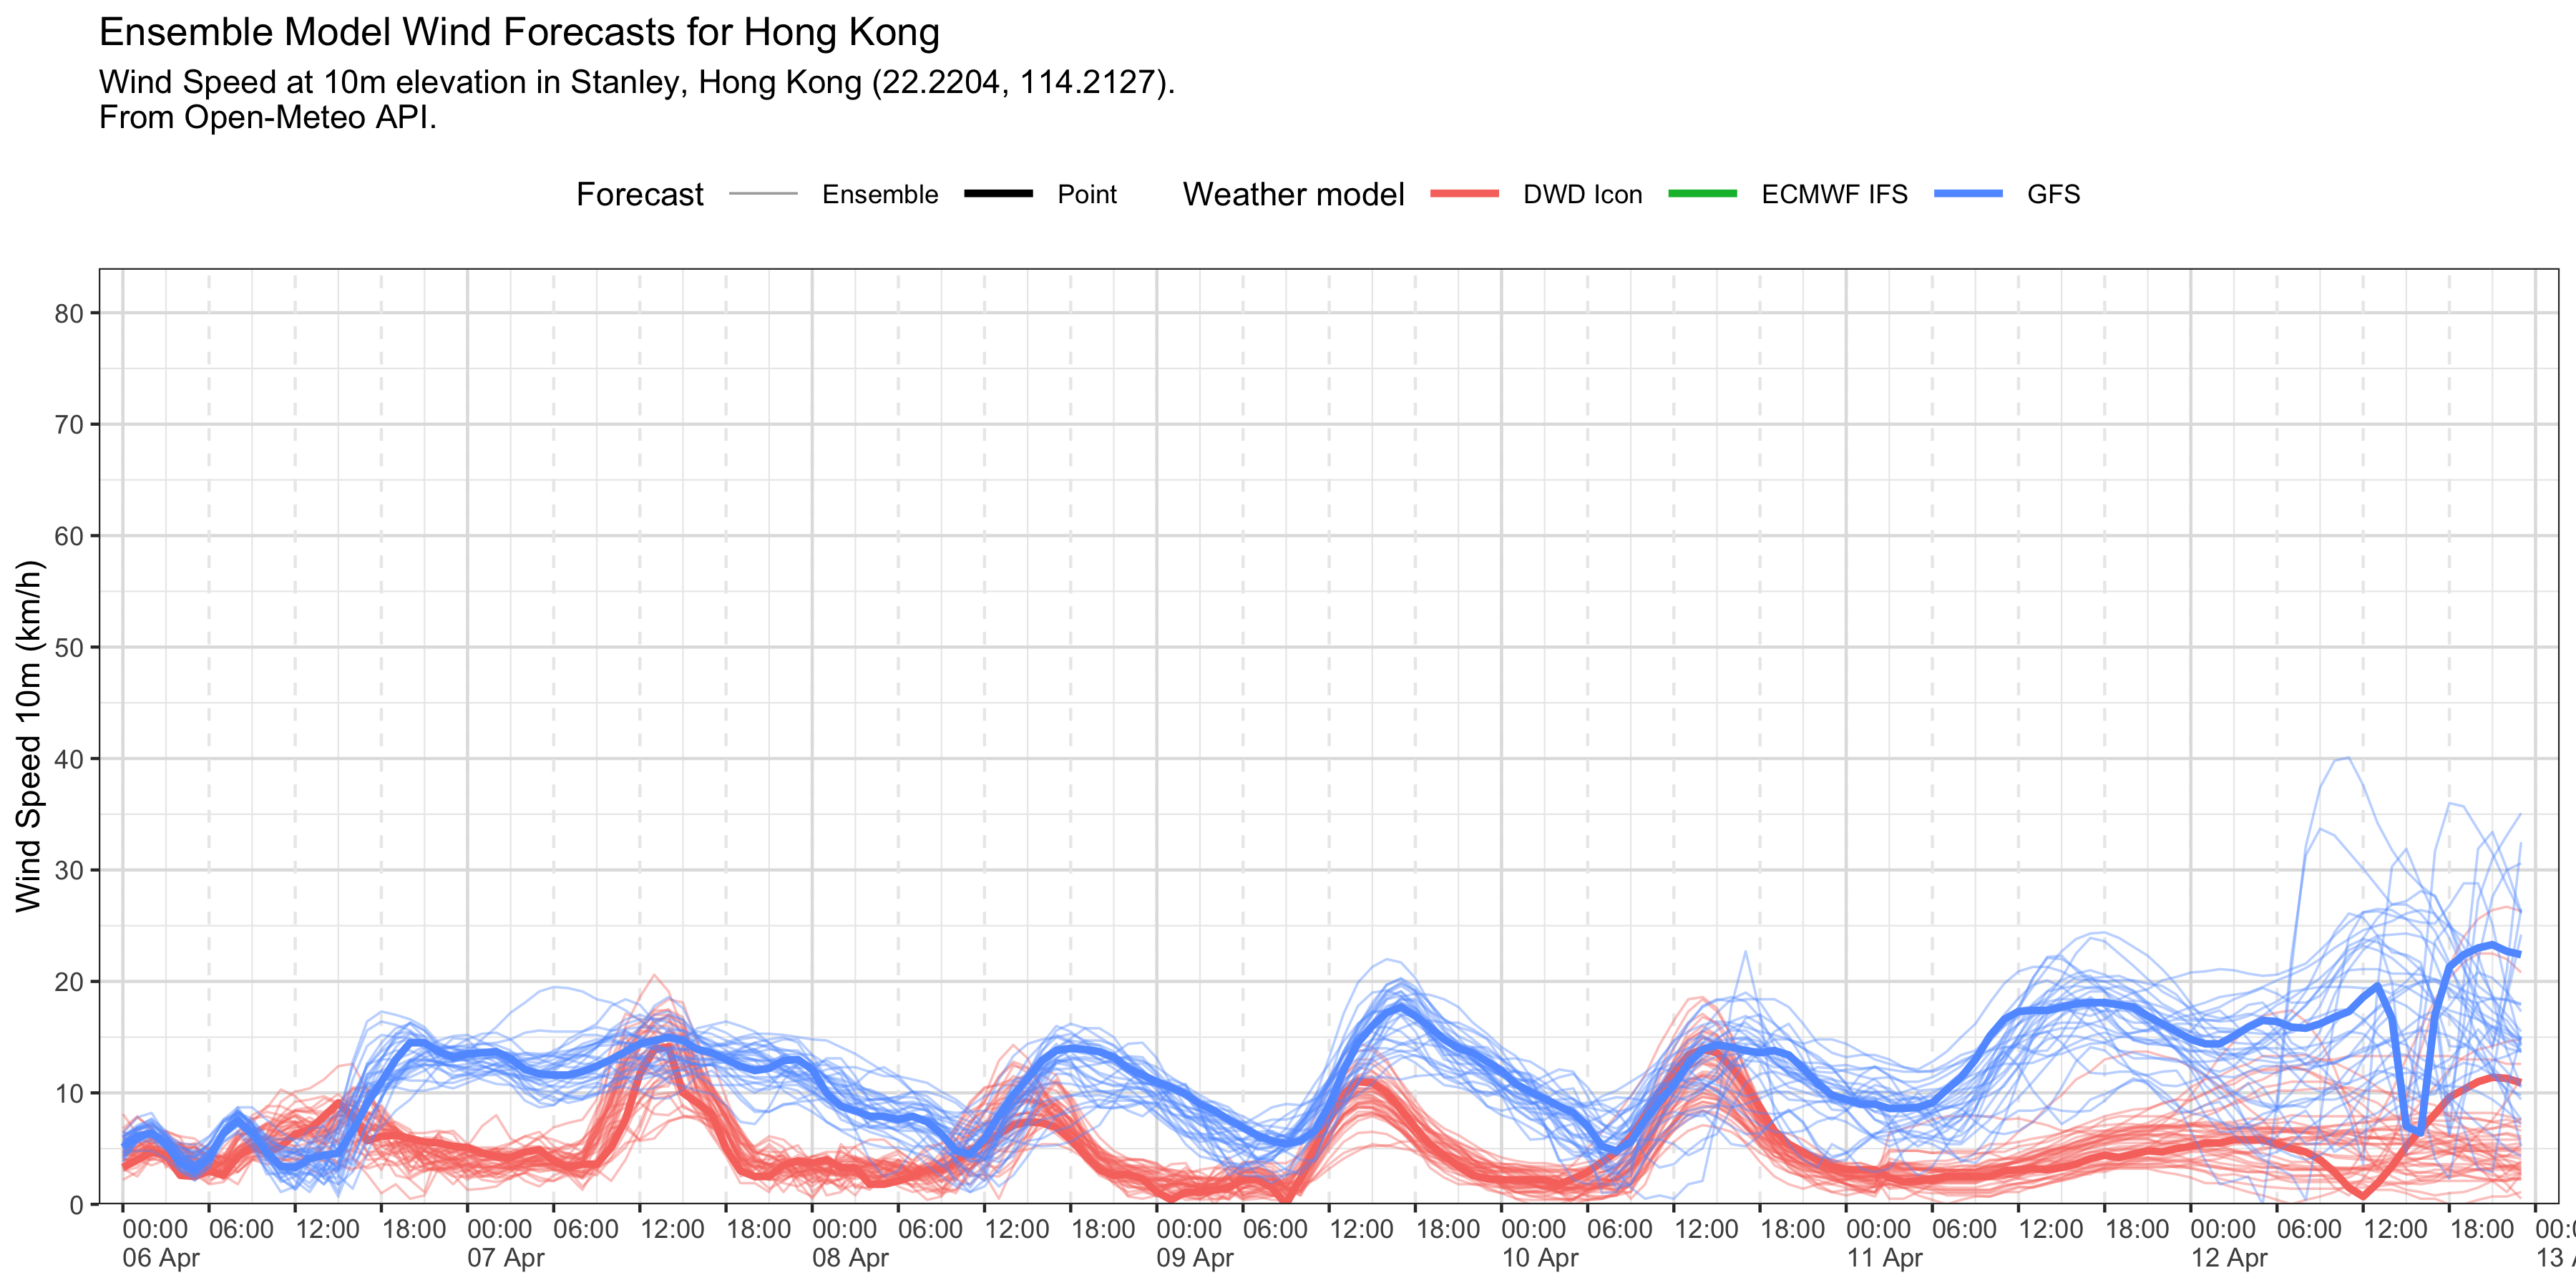 Ensemble Model Wind Forecasts for Hong Kong
Wind Speed at 10m elevation in Stanley, Hong Kong (22.2204, 114.2127).
From Open-Meteo API.
Forecast Ensemble Point Weather model DWD Icon ECMWF IFS GFS
Wind Speed 10m (km/h)
80
70
60
50
40
30
20
10
0
00:00 06:00 12:00 18:00 00:00 06:00 12:00 18:00 00:00 06:00 12:00 18:00 00:00 06:00 12:00 18:00 00:00 06:00 12:00 18:00 00:00 06:00 12:00 18:00 00:00 06:00 12:00 18:00
06 Apr 07 Apr 08 Apr 09 Apr 10 Apr 11 Apr 12 Apr 13